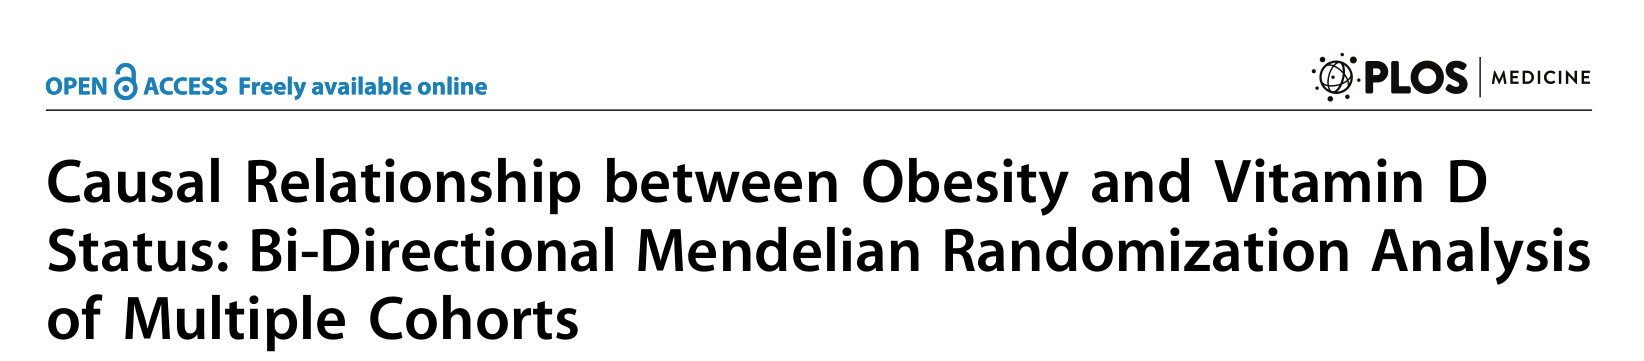 OPEN ACCESS Freely available online
PLOS | MEDICINE
Causal Relationship between Obesity and Vitamin D
Status: Bi-Directional Mendelian Randomization Analysis
of Multiple Cohorts